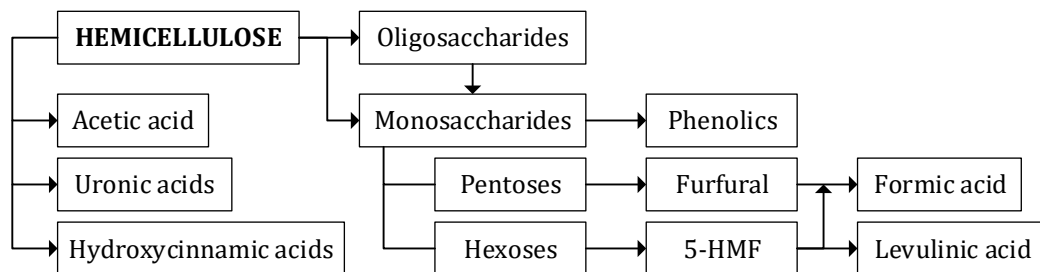 HEMICELLULOSE
Oligosaccharides
Acetic acid
Monosaccharides
Phenolics
Uronic acids
Pentoses
Furfural
Formic acid
Hydroxycinnamic acids
Hexoses
5-HMF
Levulinic acid